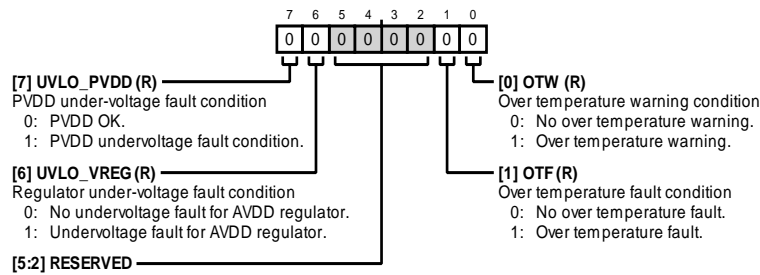 7 6 5 4 3 2 1 0
0 0 0 0 0 0 0 0
[7] UVLO_PVDD (R)
PVDD under-voltage fault condition
0: PVDD OK.
1: PVDD undervoltage fault condition.
[6] UVLO_VREG (R)
Regulator under-voltage fault condition
0: No undervoltage fault for AVDD regulator.
1: Undervoltage fault for AVDD regulator.
[5:2] RESERVED
[0] OTW (R)
Over temperature warning condition
0: No over temperature warning.
1: Over temperature warning.
[1] OTF (R)
Over temperature fault condition
0: No over temperature fault.
1: Over temperature fault.